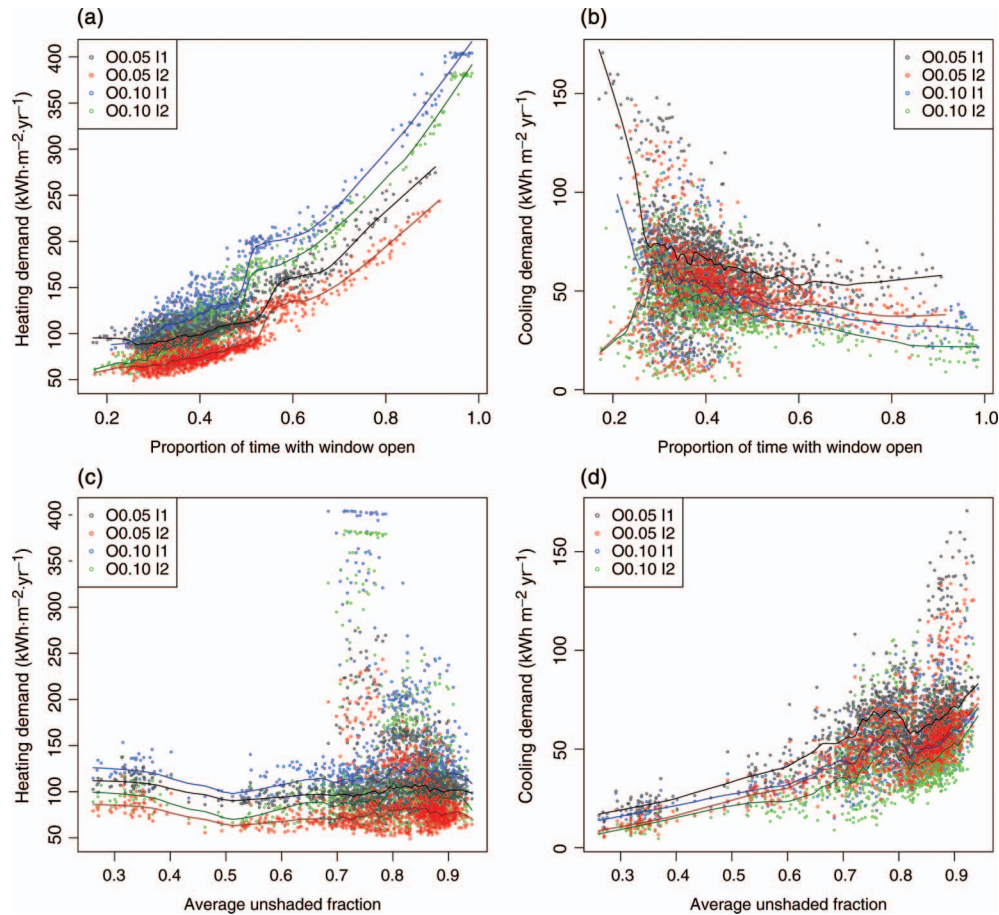 (a)
O0.05 I1
O0.05 I2
O0.10 I1
O0.10 I2
Heating demand (kWh·m⁻²·yr⁻¹)
400
350
300
250
200
150
100
50
0.2 0.4 0.6 0.8 1.0
Proportion of time with window open
(b)
O0.05 I1
O0.05 I2
O0.10 I1
O0.10 I2
Cooling demand (kWh m⁻² yr⁻¹)
150
100
50
0
0.2 0.4 0.6 0.8 1.0
Proportion of time with window open
(c)
O0.05 I1
O0.05 I2
O0.10 I1
O0.10 I2
Heating demand (kWh·m⁻²·yr⁻¹)
400
350
300
250
200
150
100
50
0.3 0.4 0.5 0.6 0.7 0.8 0.9
Average unshaded fraction
(d)
O0.05 I1
O0.05 I2
O0.10 I1
O0.10 I2
Cooling demand (kWh m⁻² yr⁻¹)
150
100
50
0
0.3 0.4 0.5 0.6 0.7 0.8 0.9
Average unshaded fraction